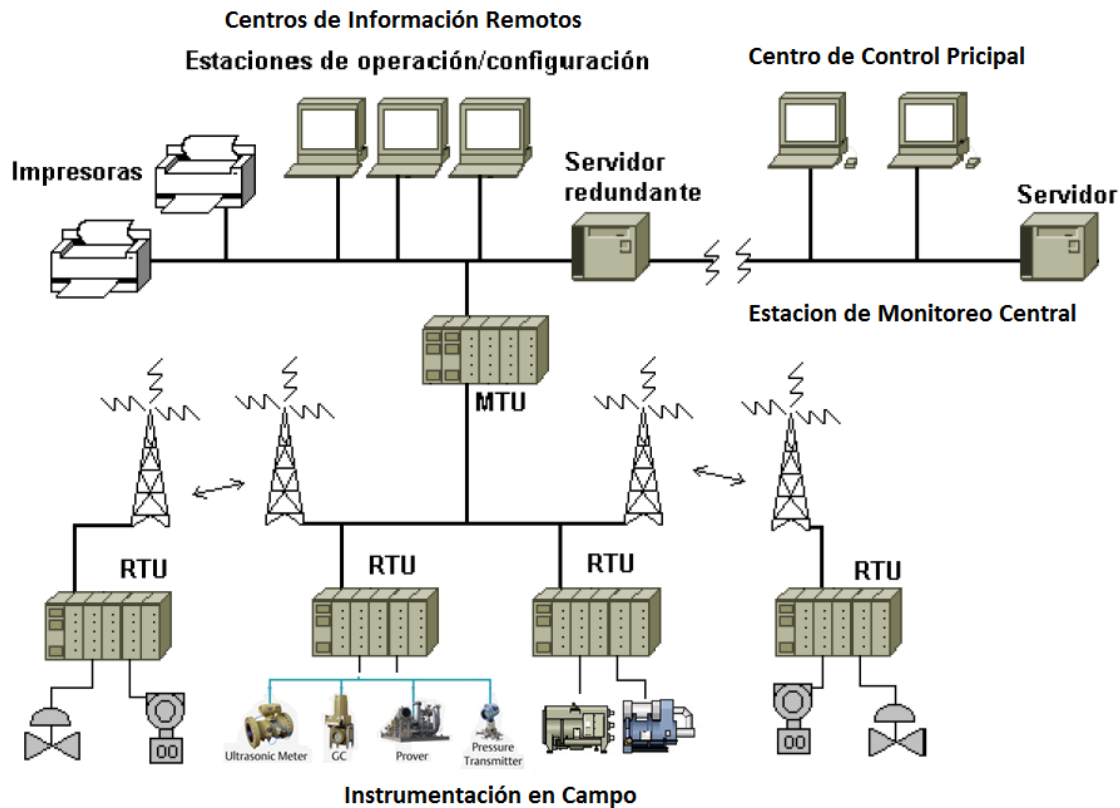 Centros de Información Remotos
Estaciones de operación/configuración
Centro de Control Pricipal
Impresoras
Servidor
redundante
Servidor
Estacion de Monitoreo Central
MTU
RTU
RTU
RTU
RTU
Ultrasonic Meter
GC
Prover
Pressure
Transmitter
Instrumentación en Campo